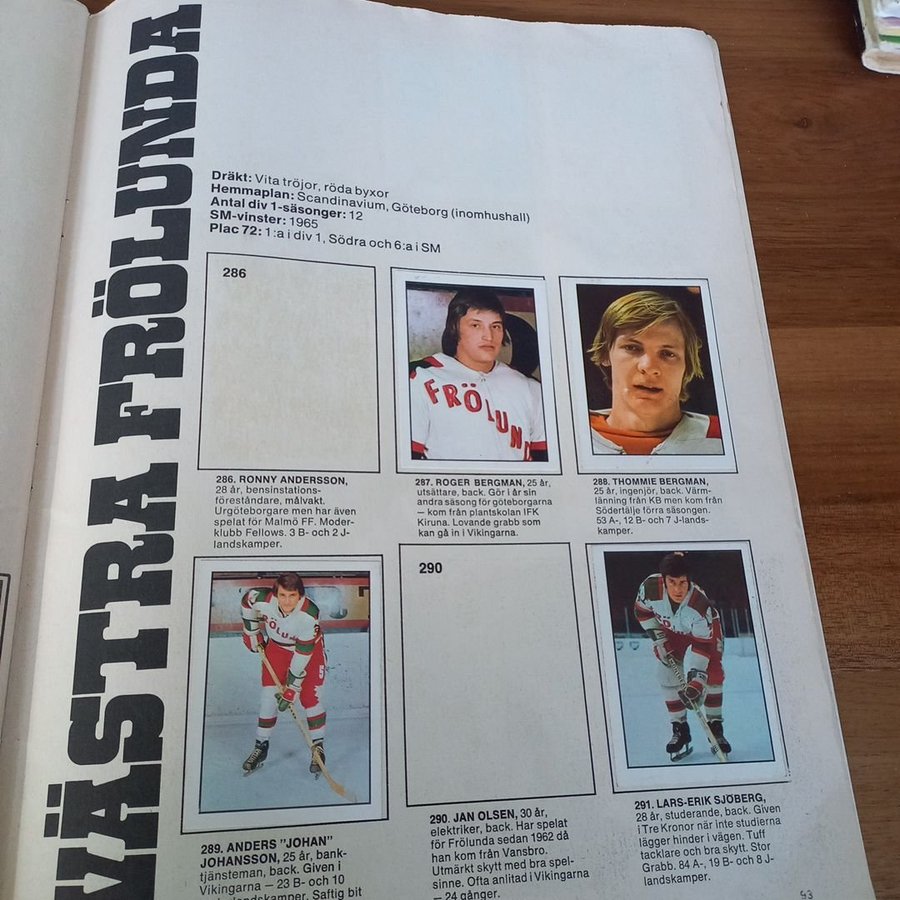 VÄSTRA FRÖLUNDA
Dräkt: Vita tröjor, röda byxor
Hemmaplan: Scandinavium, Göteborg (inomhushall)
Antal div 1-säsonger: 12
SM-vinster: 1965
Plac 72: 1:a i div 1, Södra och 6:a i SM
286
FRÖLUN
286. RONNY ANDERSSON,
28 år, bensinstations-
föreståndare, målvakt.
Urgöteborgare men har även
spelat för Malmö FF. Moder-
klubb Fellows. 3 B- och 2 J-
landskamper.
287. ROGER BERGMAN, 25 år,
utsättare, back. Gör i år sin
andra säsong för göteborgarna
— kom från plantskolan IFK
Kiruna. Lovande grabb som
kan gå in i Vikingarna.
288. THOMMIE BERGMAN,
25 år, ingenjör, back. Värm-
länning från KB men kom från
Södertälje förra säsongen.
53 A-, 12 B- och 7 J-lands-
kamper.
290
289. ANDERS "JOHAN"
JOHANSSON, 25 år, bank-
tjänsteman, back. Given i
Vikingarna — 23 B- och 10
Saftig bit
290. JAN OLSEN, 30 år,
elektriker, back. Har spelat
för Frölunda sedan 1962 då
han kom från Vansbro.
Utmärkt skytt med bra spel-
sinne. Ofta anlitad i Vikingarna
— 24 gånger.
291. LARS-ERIK SJÖBERG,
28 år, studerande, back. Given
i Tre Kronor när inte studierna
lägger hinder i vägen. Tuff
tacklare och bra skytt. Stor
Grabb. 84 A-, 19 B- och 8 J-
landskamper.